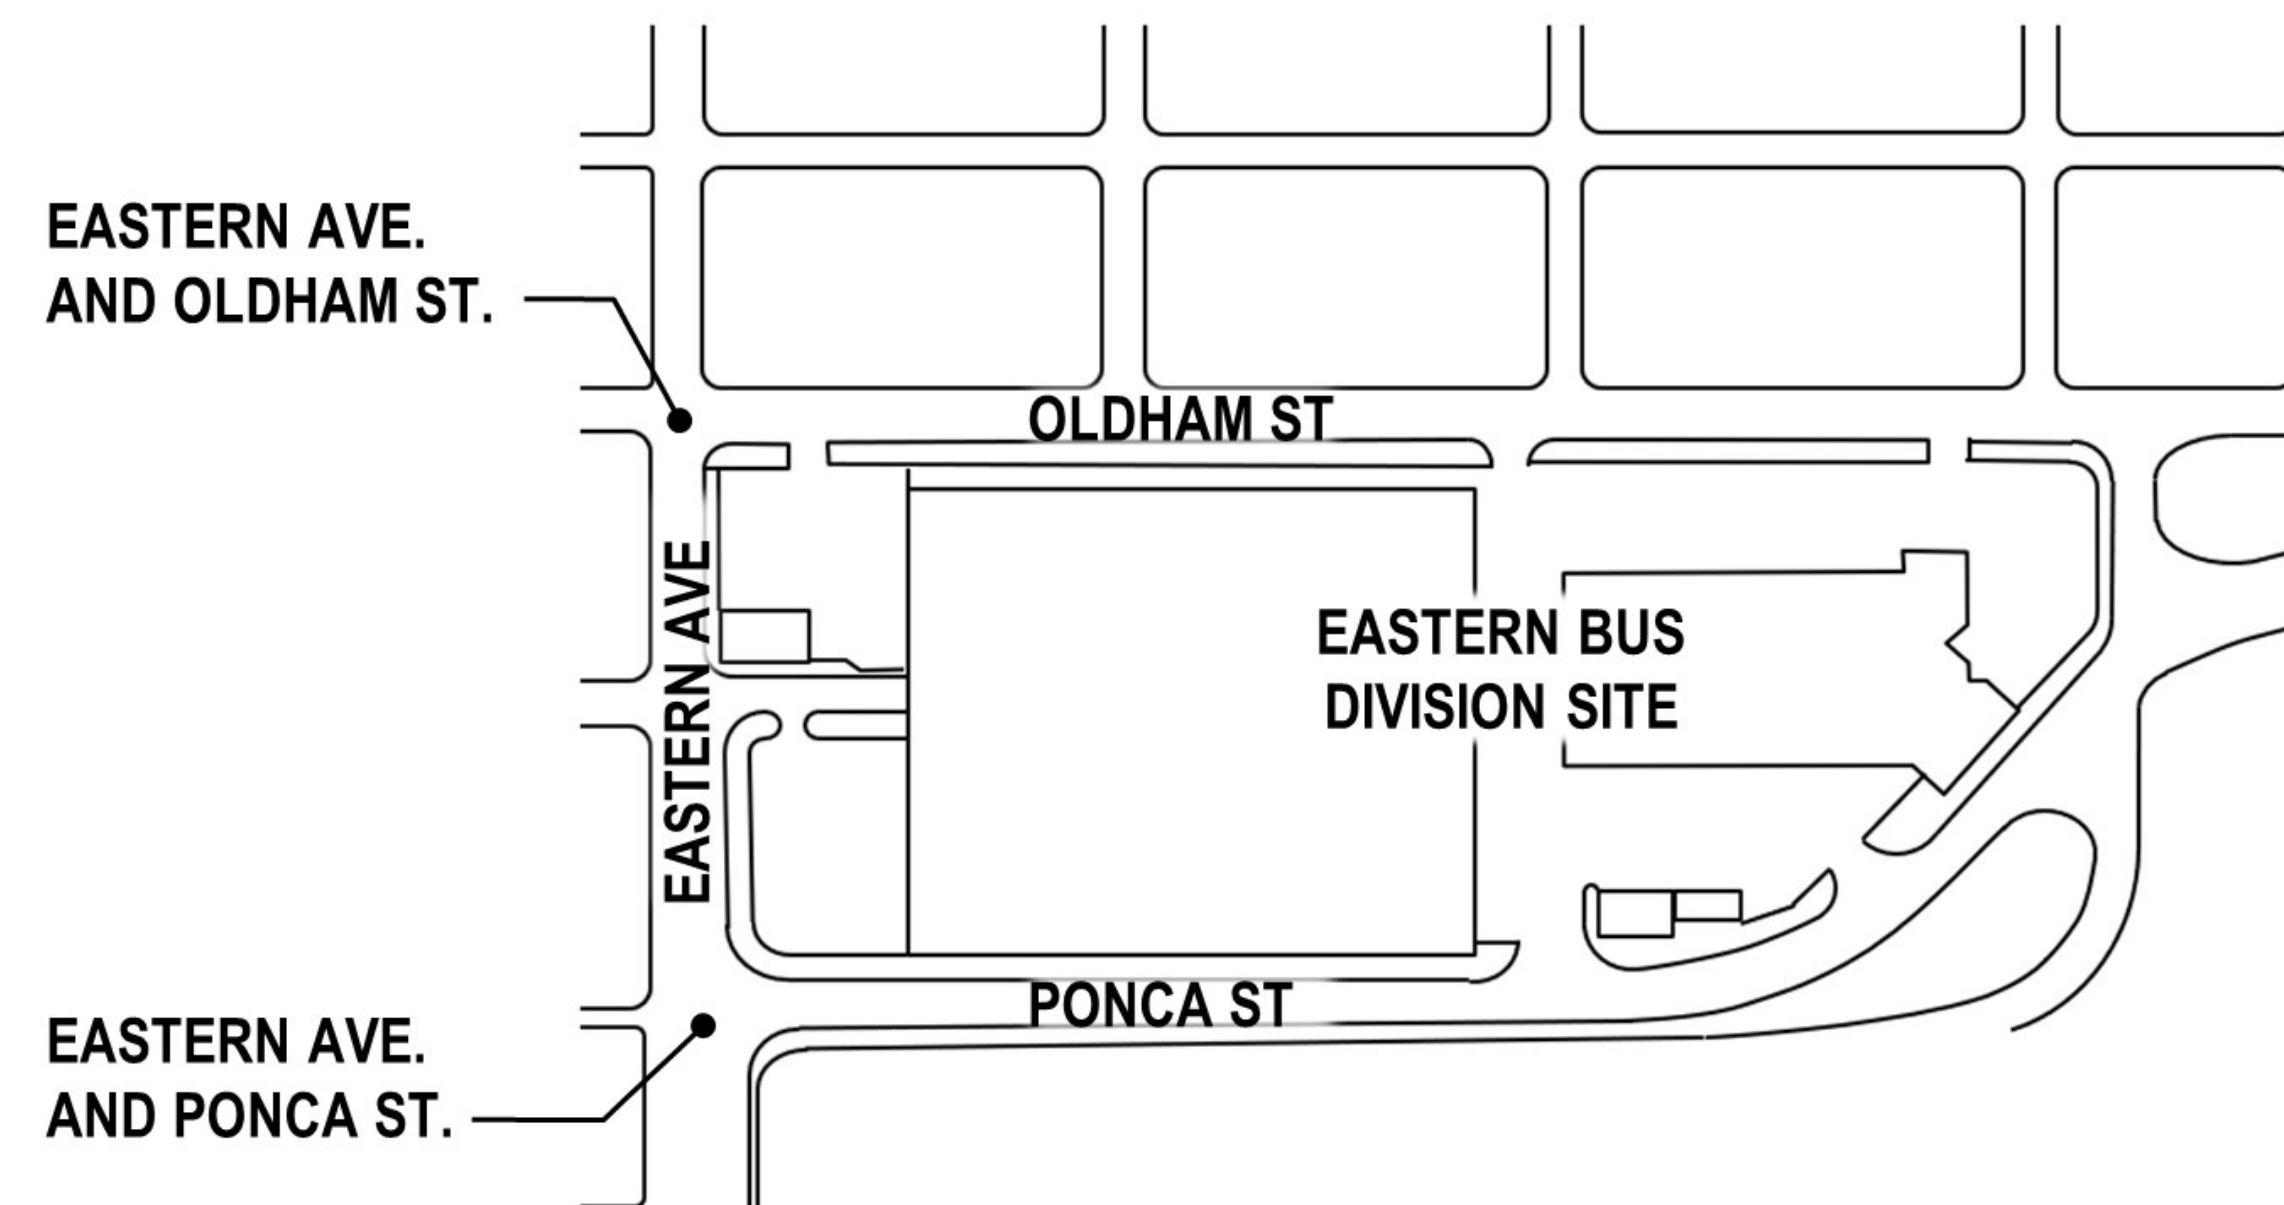 EASTERN AVE.
AND OLDHAM ST.
OLDHAM ST
EASTERN AVE
EASTERN BUS
DIVISION SITE
PONCA ST
EASTERN AVE.
AND PONCA ST.